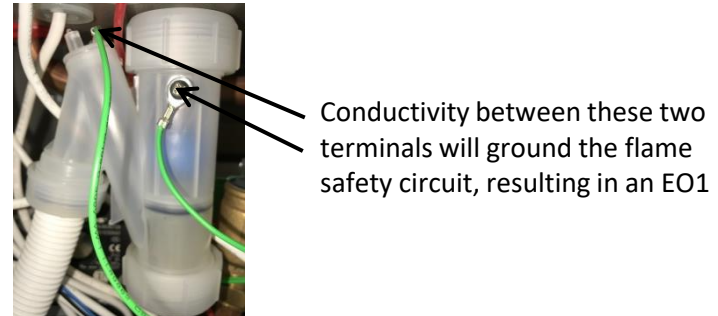 Conductivity between these two
terminals will ground the flame
safety circuit, resulting in an EO1